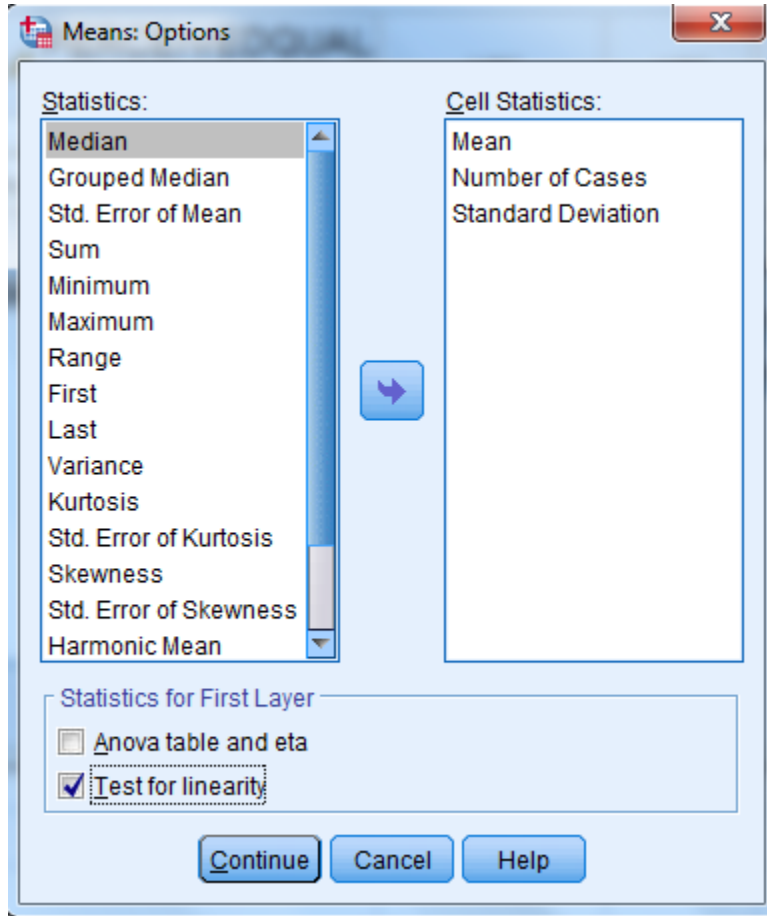 Means: Options
Statistics:
Median
Grouped Median
Std. Error of Mean
Sum
Minimum
Maximum
Range
First
Last
Variance
Kurtosis
Std. Error of Kurtosis
Skewness
Std. Error of Skewness
Harmonic Mean
Cell Statistics:
Mean
Number of Cases
Standard Deviation
Statistics for First Layer
Anova table and eta
Test for linearity
Continue
Cancel
Help